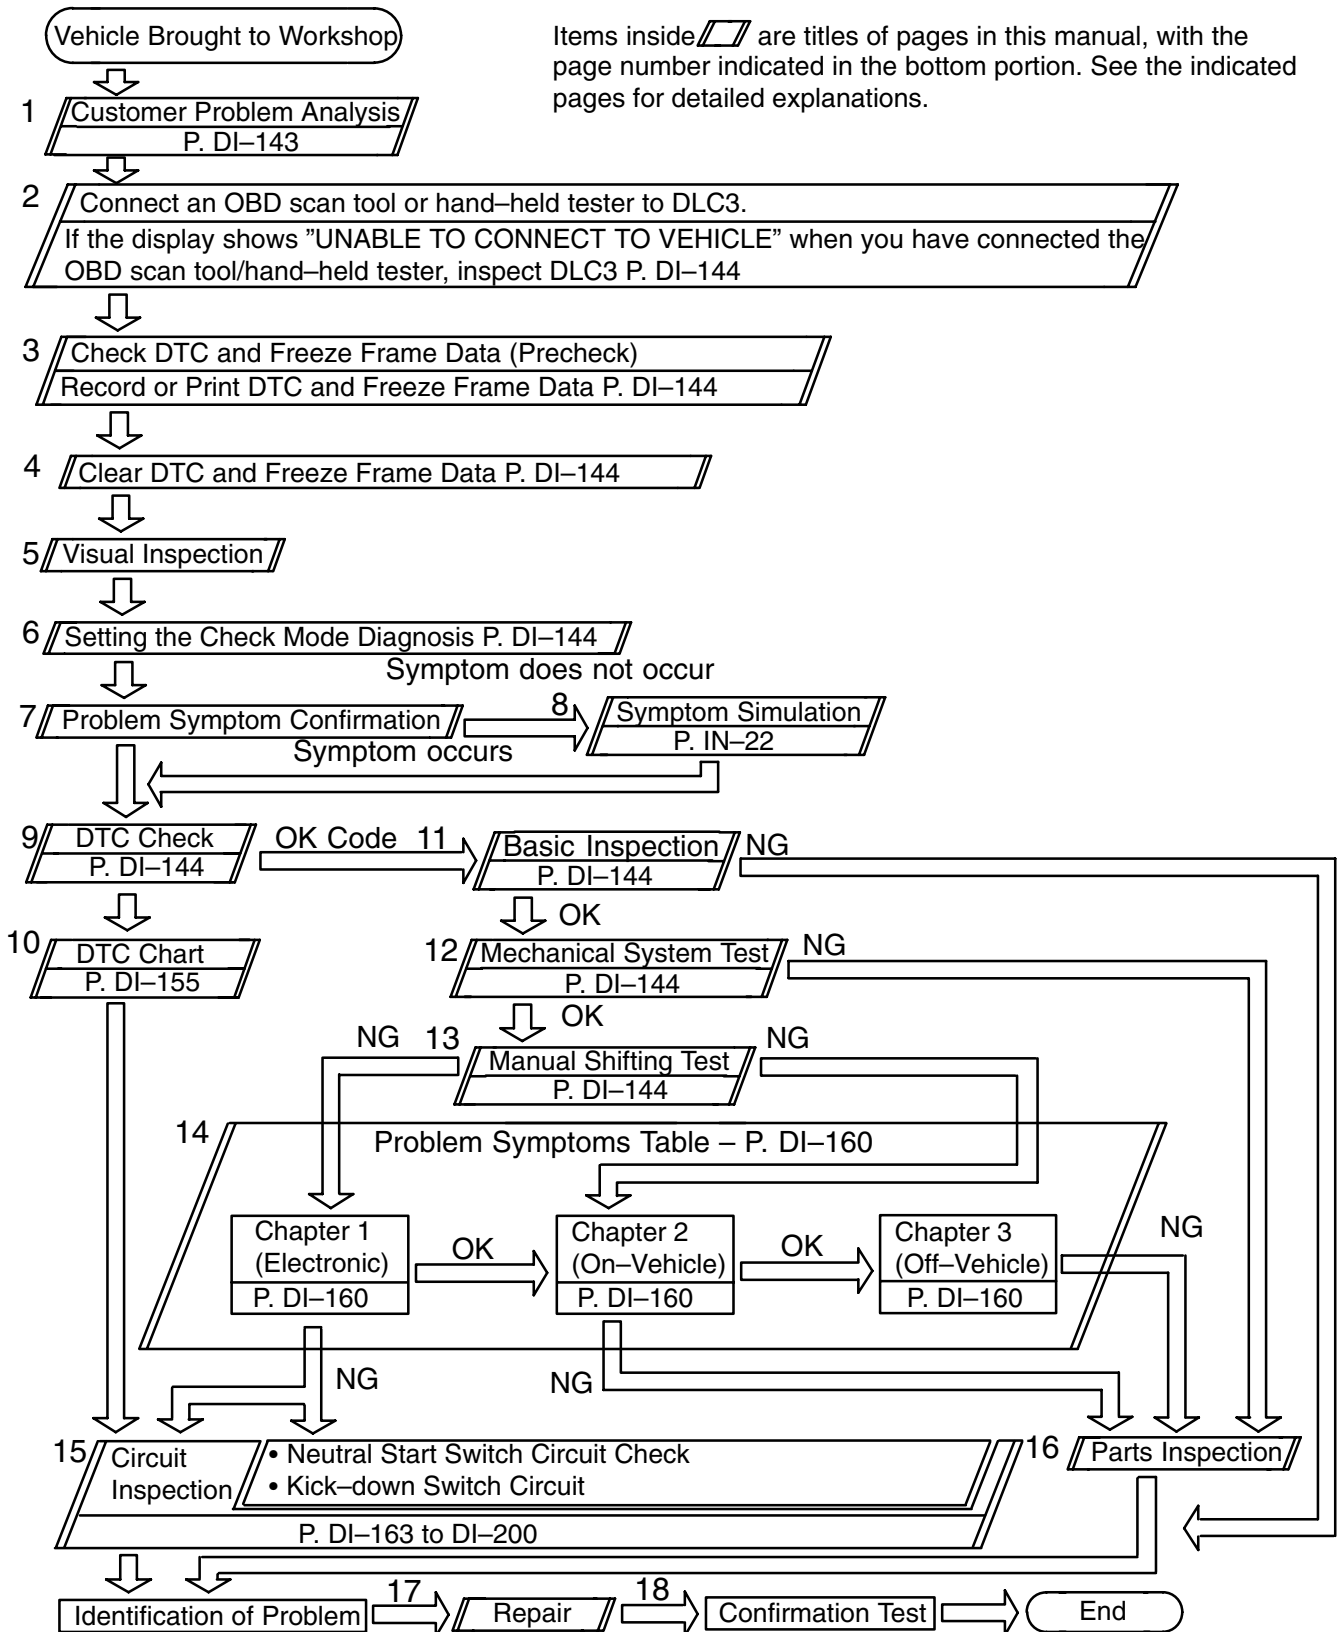 Vehicle Brought to Workshop
Items inside are titles of pages in this manual, with the
page number indicated in the bottom portion. See the indicated
pages for detailed explanations.
1
Customer Problem Analysis
P. DI–143
2
Connect an OBD scan tool or hand–held tester to DLC3.
If the display shows ”UNABLE TO CONNECT TO VEHICLE” when you have connected the
OBD scan tool/hand–held tester, inspect DLC3 P. DI–144
3
Check DTC and Freeze Frame Data (Precheck)
Record or Print DTC and Freeze Frame Data P. DI–144
4
Clear DTC and Freeze Frame Data P. DI–144
5
Visual Inspection
6
Setting the Check Mode Diagnosis P. DI–144
Symptom does not occur
7
Problem Symptom Confirmation
8
Symptom Simulation
P. IN–22
Symptom occurs
9
DTC Check
P. DI–144
OK Code
11
Basic Inspection
P. DI–144
NG
OK
10
DTC Chart
P. DI–155
12
Mechanical System Test
P. DI–144
NG
OK
NG
13
Manual Shifting Test
P. DI–144
NG
14
Problem Symptoms Table – P. DI–160
Chapter 1
(Electronic)
P. DI–160
OK
Chapter 2
(On–Vehicle)
P. DI–160
OK
Chapter 3
(Off–Vehicle)
P. DI–160
NG
NG
NG
15
Circuit
Inspection
• Neutral Start Switch Circuit Check
• Kick–down Switch Circuit
P. DI–163 to DI–200
16
Parts Inspection
Identification of Problem
17
Repair
18
Confirmation Test
End